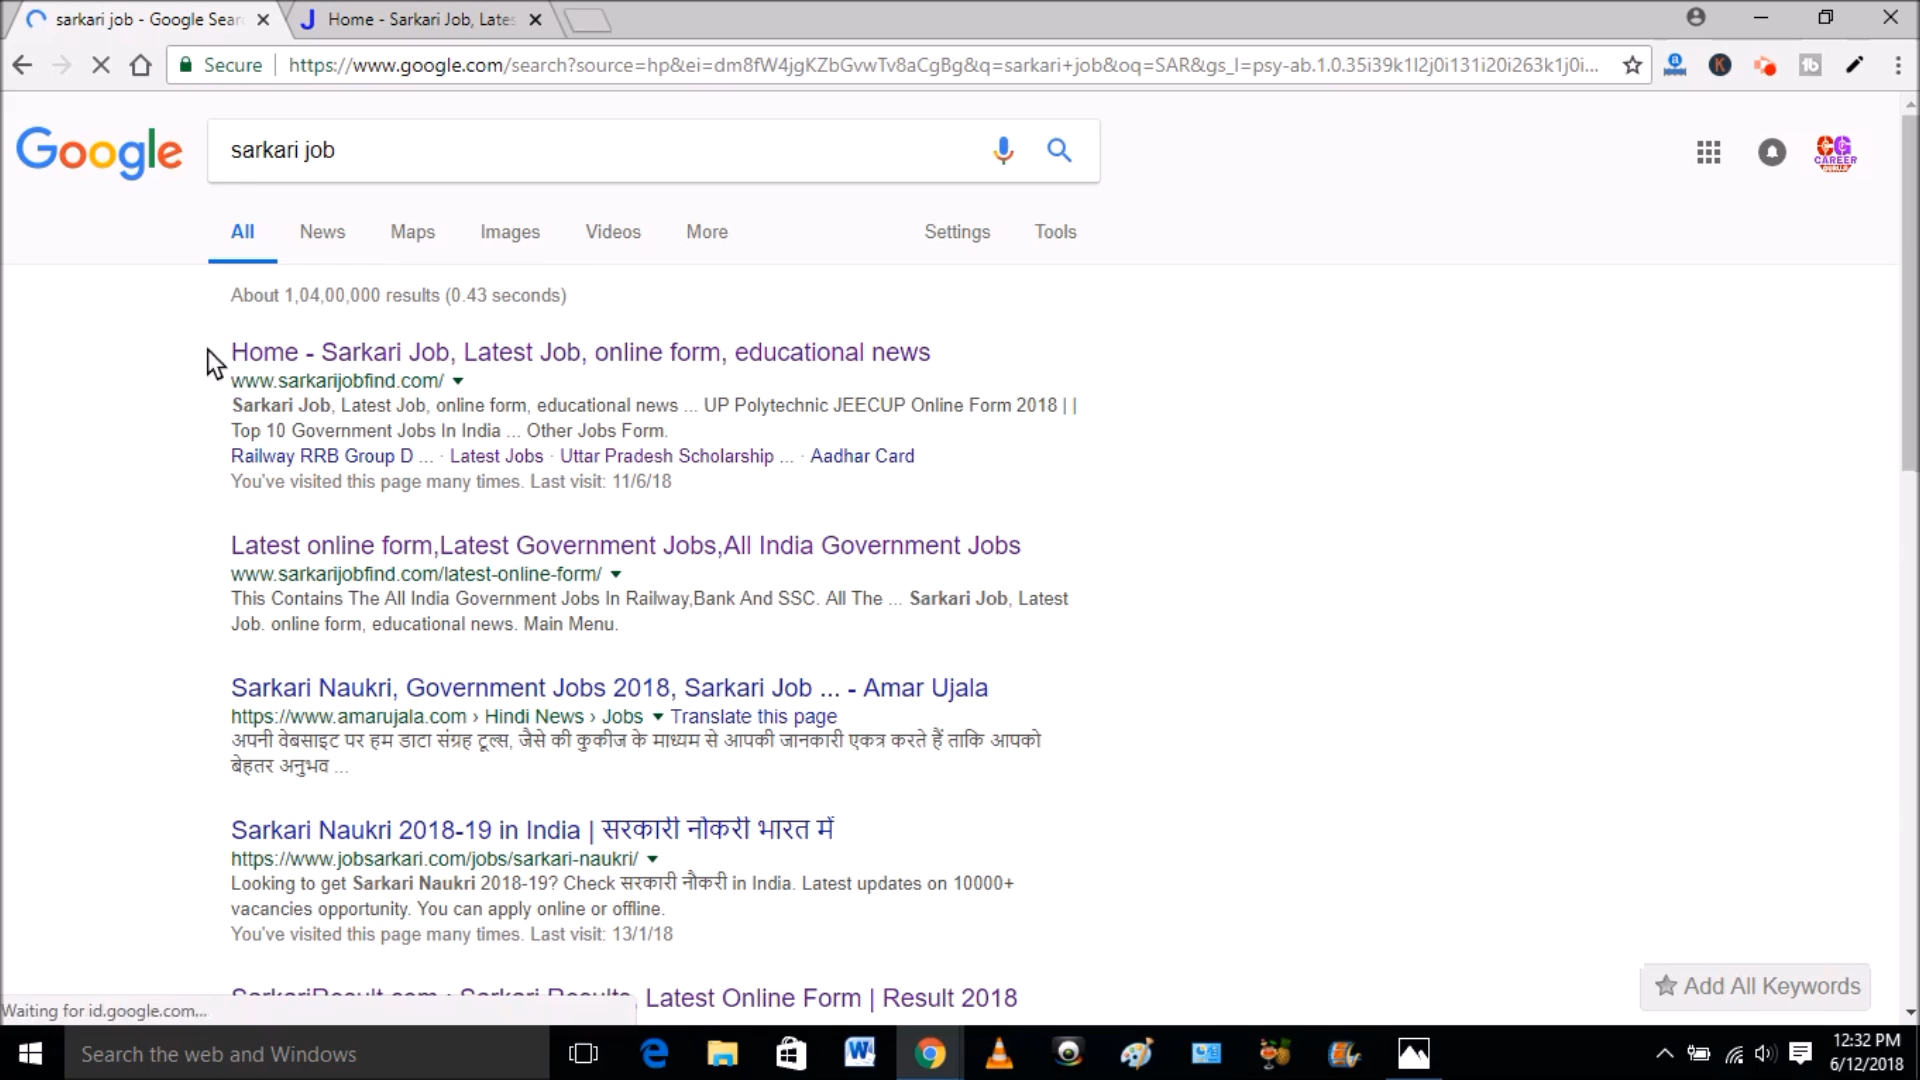 sarkari job - Google Sear
Home - Sarkari Job, Lates
Secure
https://www.google.com/search?source=hp&ei=dm8fW4jgKZbGvwTv8aCgBg&q=sarkari+job&oq=SAR&gs_l=psy-ab.1.0.35i39k1l2j0i131i20i263k1j0i...
Google
sarkari job
CAREER
All
News
Maps
Images
Videos
More
Settings
Tools
About 1,04,00,000 results (0.43 seconds)
Home - Sarkari Job, Latest Job, online form, educational news
www.sarkarijobfind.com/
Sarkari Job, Latest Job, online form, educational news ... UP Polytechnic JEECUP Online Form 2018 | |
Top 10 Government Jobs In India ... Other Jobs Form.
Railway RRB Group D ... · Latest Jobs · Uttar Pradesh Scholarship ... · Aadhar Card
You've visited this page many times. Last visit: 11/6/18
Latest online form,Latest Government Jobs,All India Government Jobs
www.sarkarijobfind.com/latest-online-form/
This Contains The All India Government Jobs In Railway,Bank And SSC. All The ... Sarkari Job, Latest
Job. online form, educational news. Main Menu.
Sarkari Naukri, Government Jobs 2018, Sarkari Job ... - Amar Ujala
https://www.amarujala.com › Hindi News › Jobs Translate this page
अपनी वेबसाइट पर हम डाटा संग्रह टूल्स, जैसे की कुकीज के माध्यम से आपकी जानकारी एकत्र करते हैं ताकि आपको
बेहतर अनुभव ...
Sarkari Naukri 2018-19 in India | सरकारी नौकरी भारत में
https://www.jobsarkari.com/jobs/sarkari-naukri/
Looking to get Sarkari Naukri 2018-19? Check सरकारी नौकरी in India. Latest updates on 10000+
vacancies opportunity. You can apply online or offline.
You've visited this page many times. Last visit: 13/1/18
SarkariResult.com : Sarkari Results, Latest Online Form | Result 2018
Add All Keywords
Waiting for id.google.com...
Search the web and Windows
12:32 PM
6/12/2018